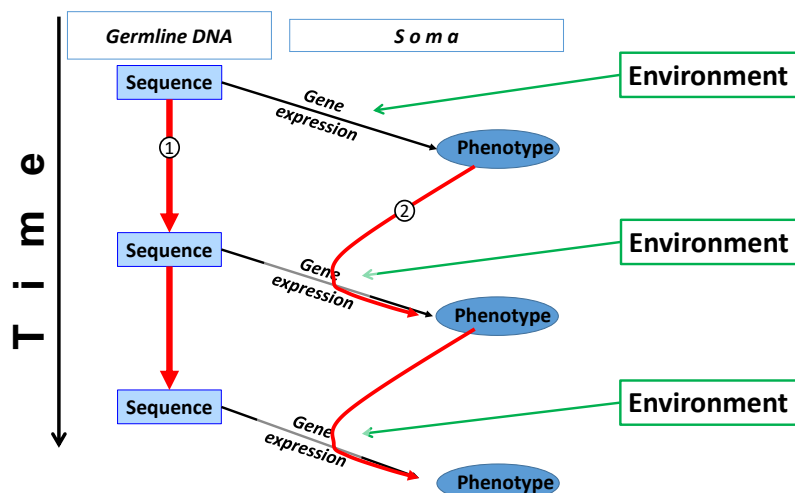 Germline DNA
S o m a
Sequence
Gene
expression
Environment
Phenotype
1
2
T i m e
Sequence
Gene
expression
Environment
Phenotype
Sequence
Gene
expression
Environment
Phenotype